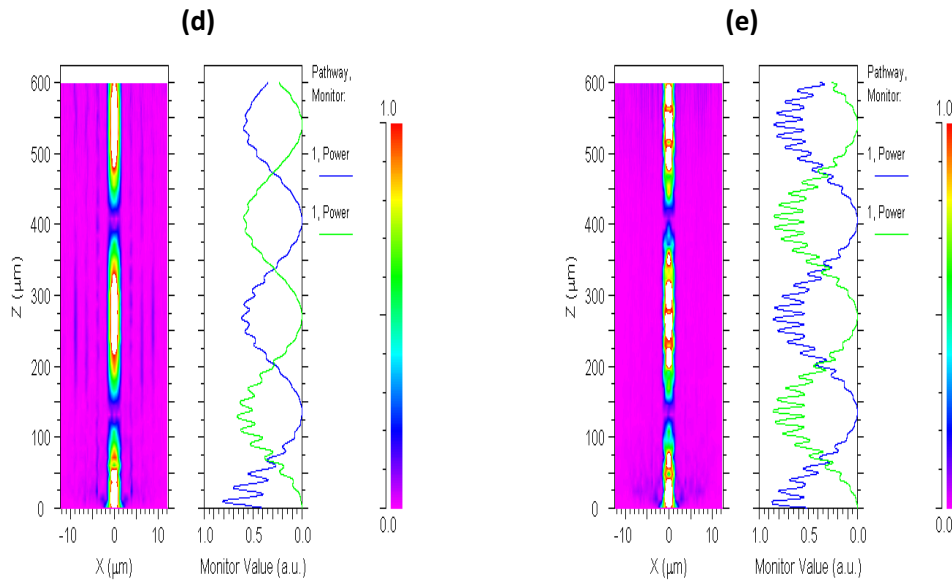 (d)
600
500
400
300
200
100
0
Z (µm)
-10
0
10
X (µm)
1.0
0.5
0.0
Monitor Value (a.u.)
Pathway,
Monitor:
1, Power
1, Power
1.0
0.0
(e)
600
500
400
300
200
100
0
Z (µm)
-10
0
10
X (µm)
1.0
0.5
0.0
Monitor Value (a.u.)
Pathway,
Monitor:
1, Power
1, Power
1.0
0.0